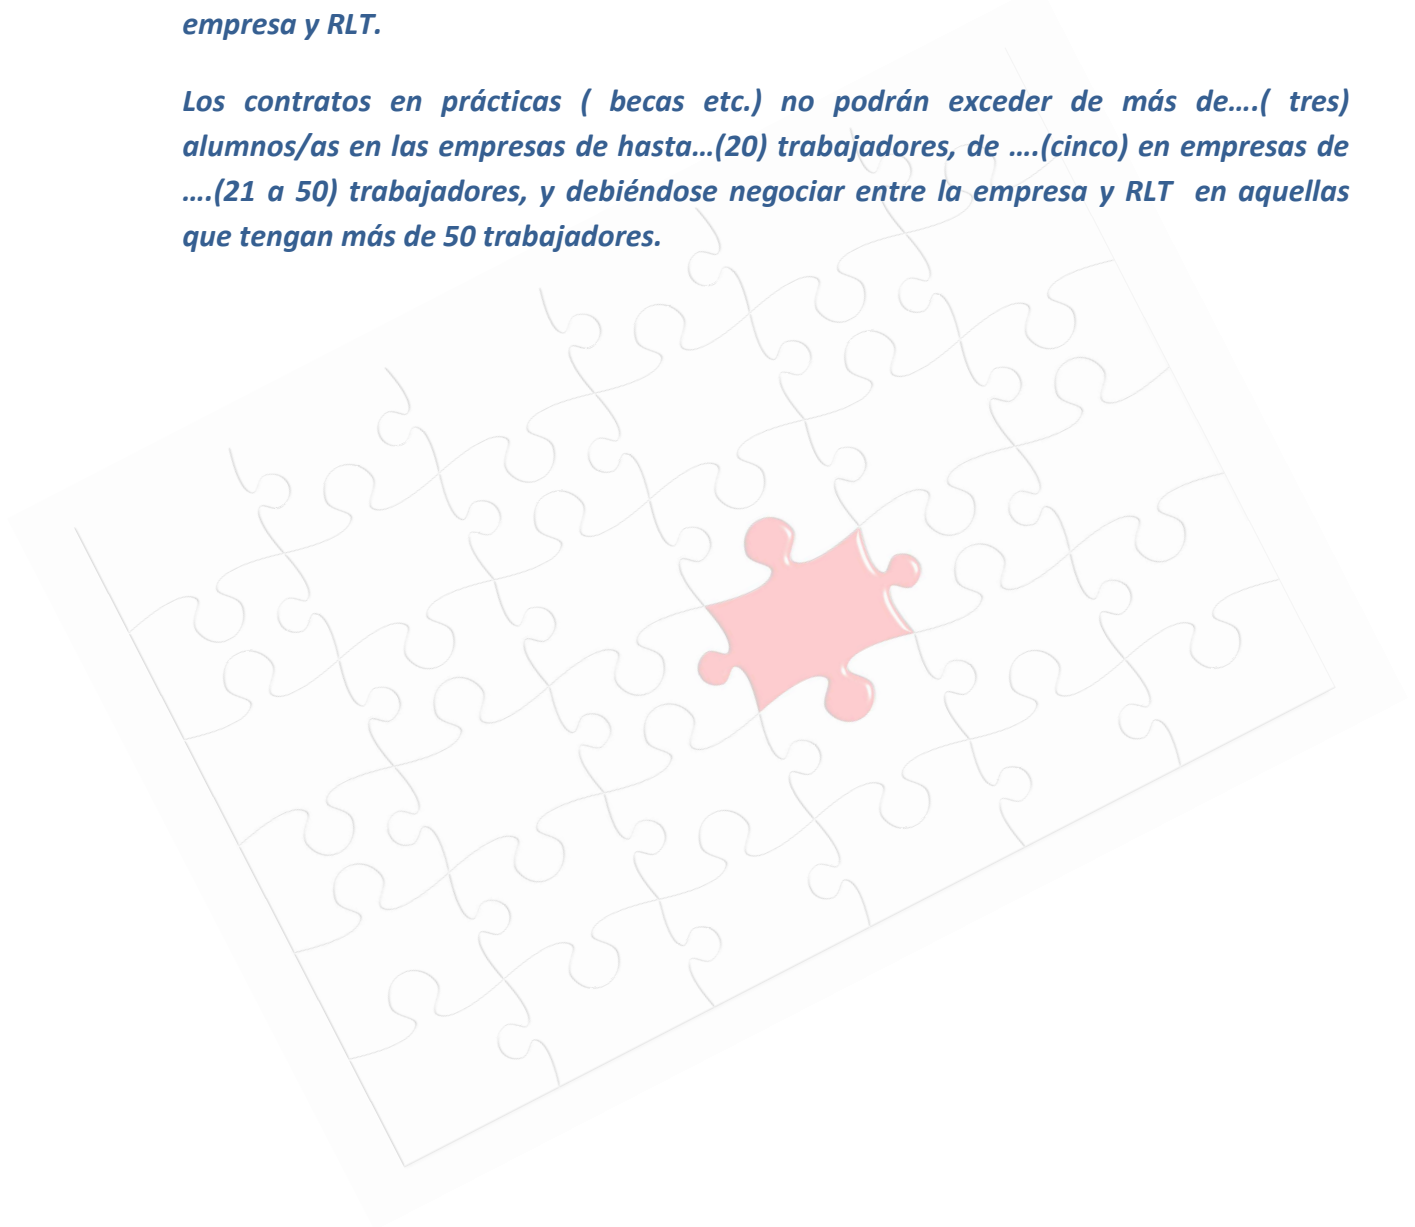 empresa y RLT.
Los contratos en prácticas ( becas etc.) no podrán exceder de más de....( tres)
alumnos/as en las empresas de hasta...(20) trabajadores, de ....(cinco) en empresas de
....(21 a 50) trabajadores, y debiéndose negociar entre la empresa y RLT en aquellas
que tengan más de 50 trabajadores.